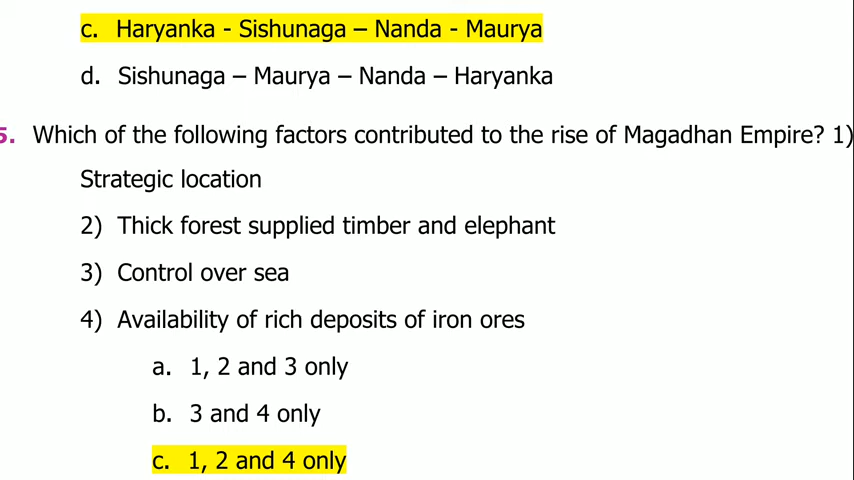 c. Haryanka - Sishunaga – Nanda - Maurya
d. Sishunaga – Maurya – Nanda – Haryanka
5. Which of the following factors contributed to the rise of Magadhan Empire? 1)
Strategic location
2) Thick forest supplied timber and elephant
3) Control over sea
4) Availability of rich deposits of iron ores
a. 1, 2 and 3 only
b. 3 and 4 only
c. 1, 2 and 4 only